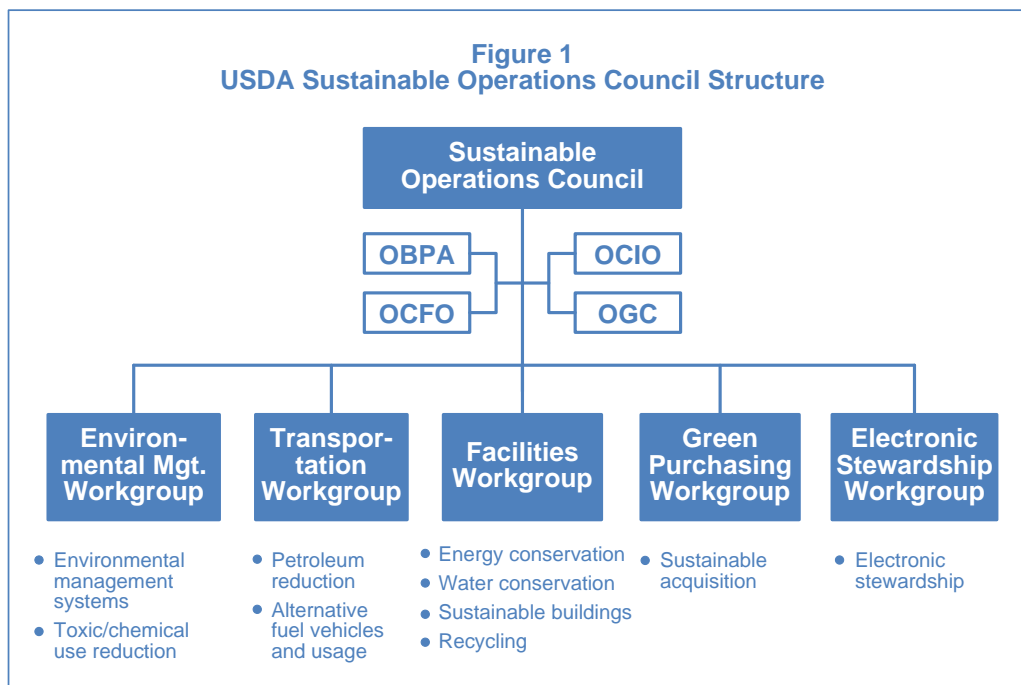 Figure 1
USDA Sustainable Operations Council Structure
Sustainable
Operations Council
OBPA
OCIO
OCFO
OGC
Environ-
mental Mgt.
Workgroup
Transpor-
tation
Workgroup
Facilities
Workgroup
Green
Purchasing
Workgroup
Electronic
Stewardship
Workgroup
● Environmental
management
systems
● Toxic/chemical
use reduction
● Petroleum
reduction
● Alternative
fuel vehicles
and usage
● Energy conservation
● Water conservation
● Sustainable buildings
● Recycling
● Sustainable
acquisition
● Electronic
stewardship